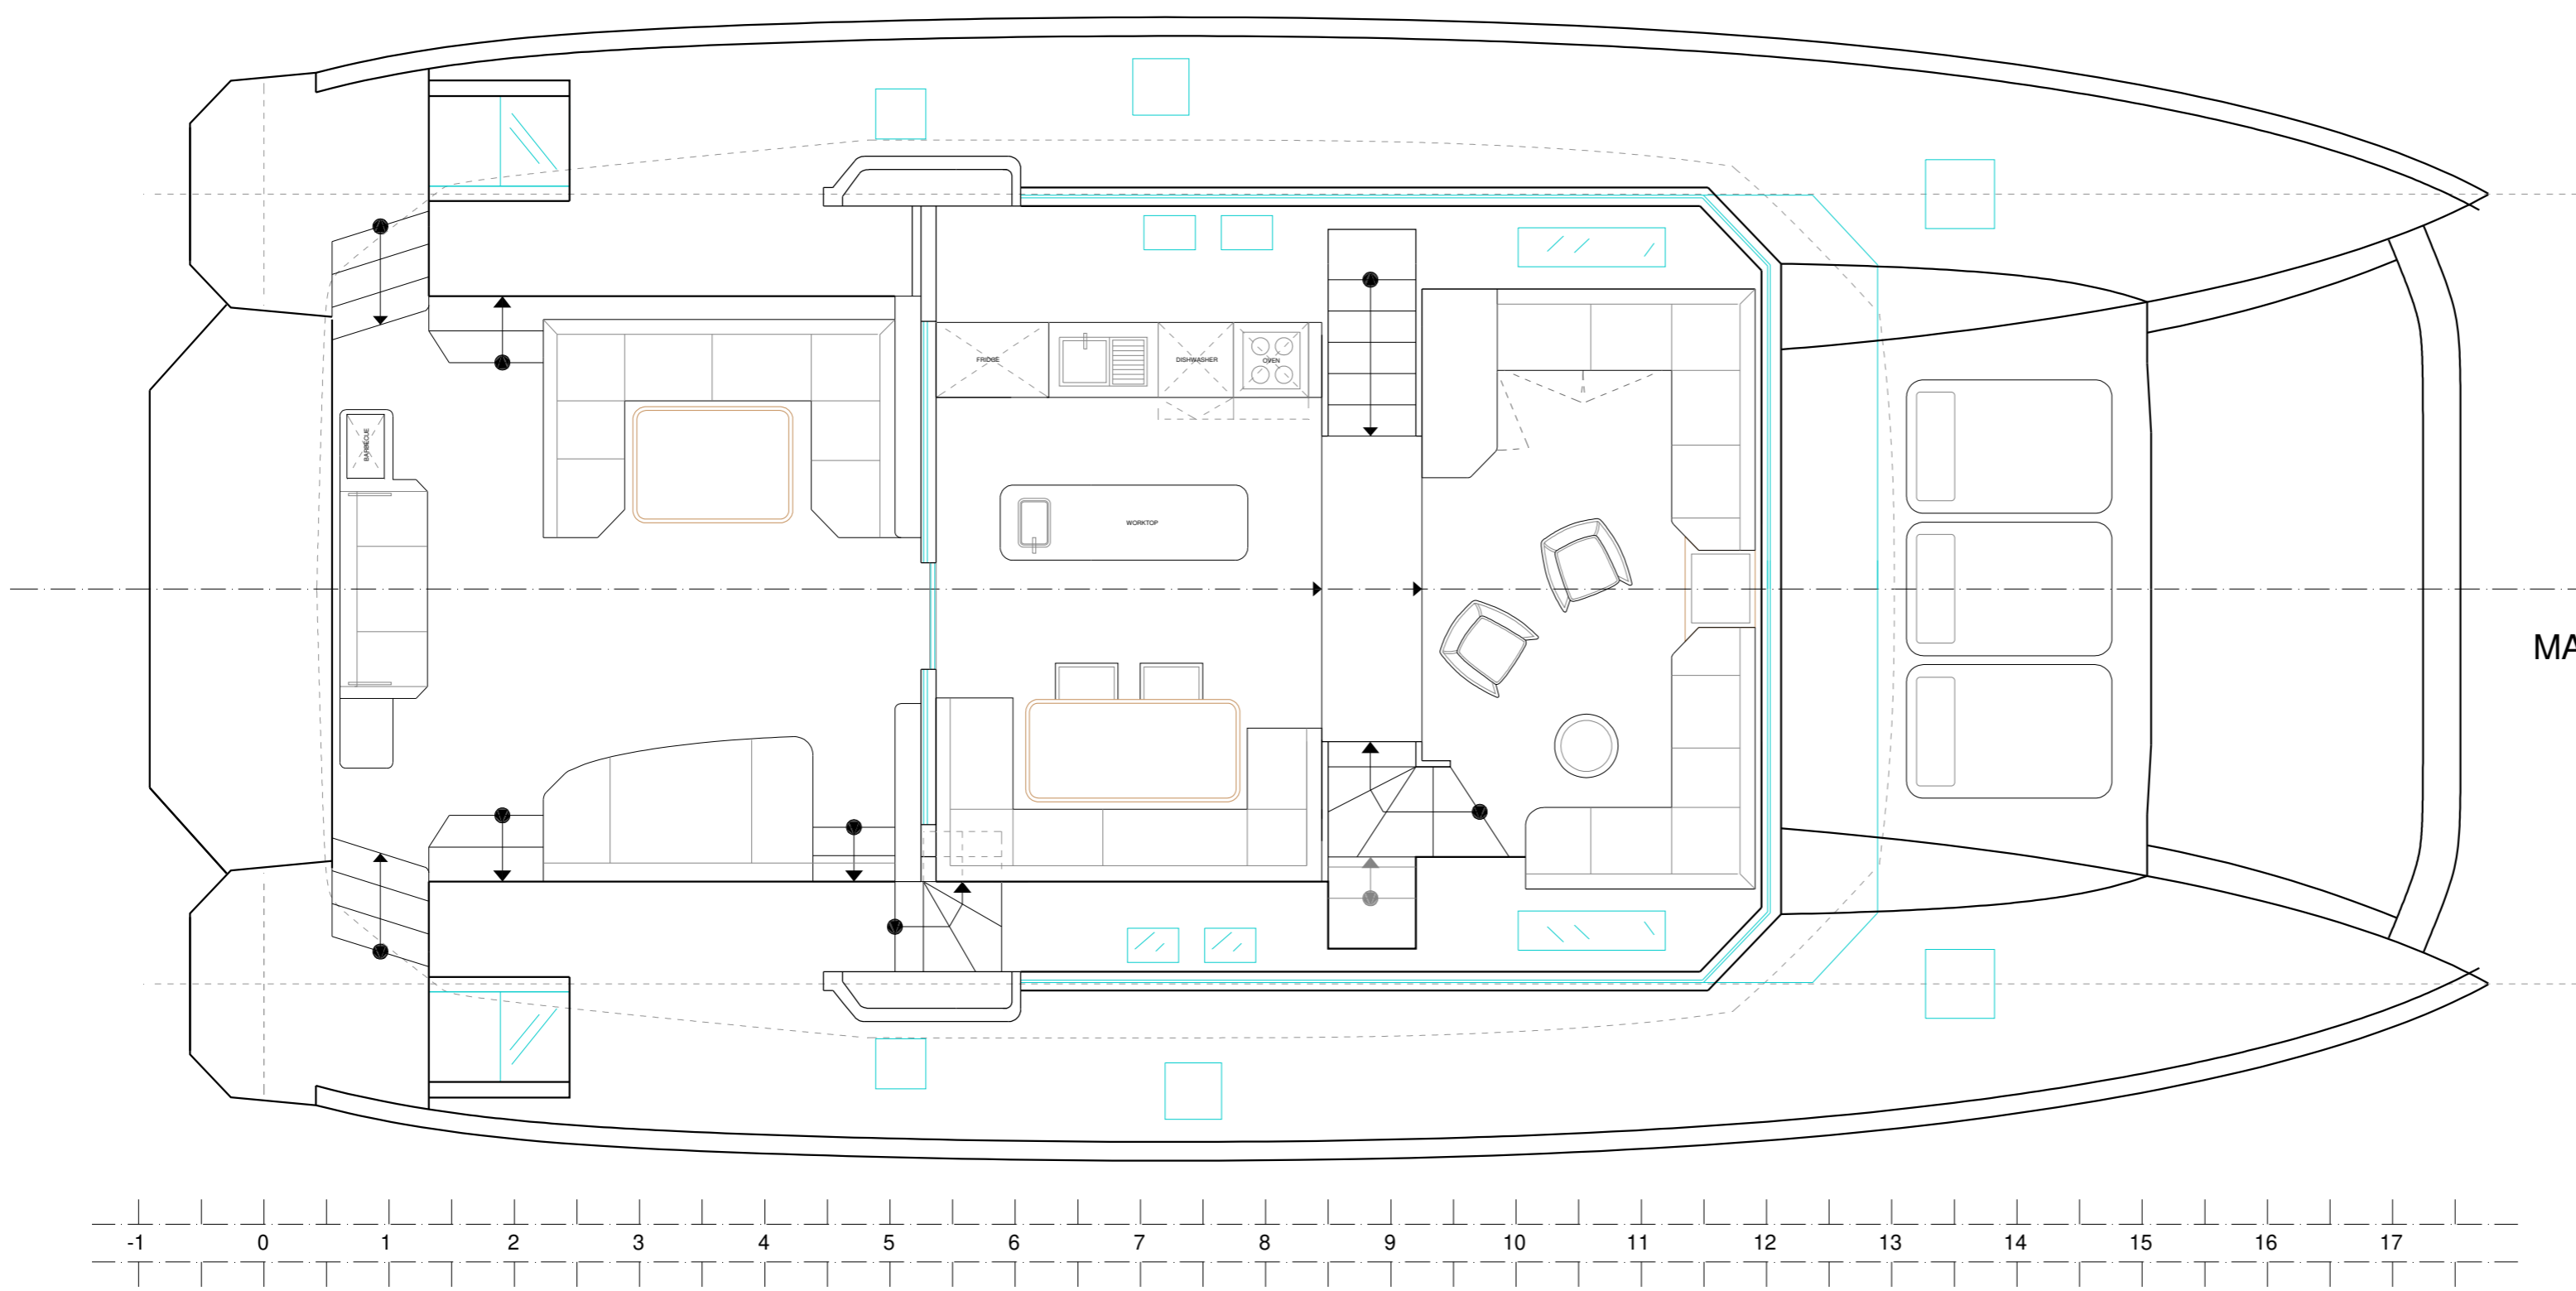 FRIDGE
DISHWASHER
OVEN
BARBECUE
WORKTOP
MA
-1 0 1 2 3 4 5 6 7 8 9 10 11 12 13 14 15 16 17